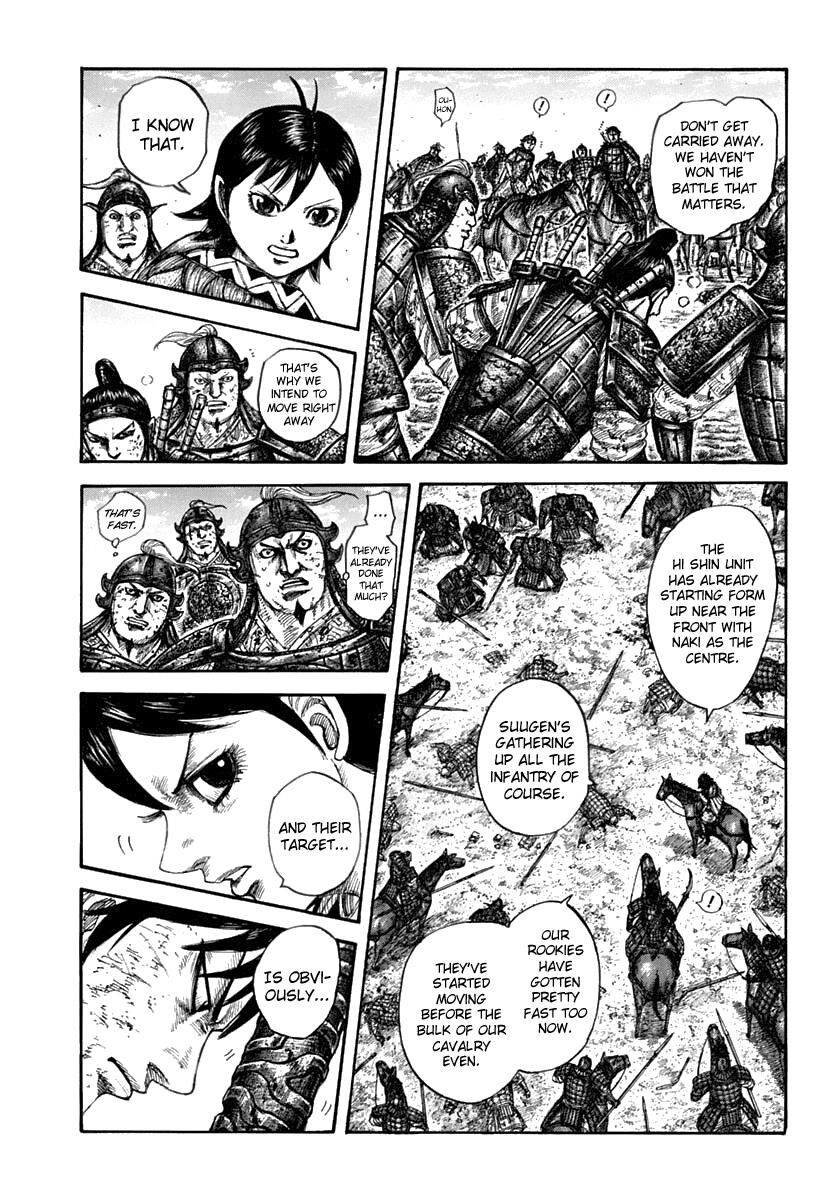 OU-
HON.
!
!
DON'T GET
CARRIED AWAY.
WE HAVEN'T
WON THE
BATTLE THAT
MATTERS.
I KNOW
THAT.
THAT'S
WHY WE
INTEND TO
MOVE RIGHT
AWAY
THE
HI SHIN UNIT
HAS ALREADY
STARTING FORM
UP NEAR THE
FRONT WITH
NAKI AS THE
CENTRE.
SUUGEN'S
GATHERING
UP ALL THE
INFANTRY OF
COURSE.
!
OUR
ROOKIES
HAVE
GOTTEN
PRETTY
FAST TOO
NOW.
THEY'VE
STARTED
MOVING
BEFORE THE
BULK OF OUR
CAVALRY
EVEN.
...
THEY'VE
ALREADY
DONE
THAT
MUCH?
THAT'S
FAST.
AND THEIR
TARGET...
IS OBVI-
OUSLY...